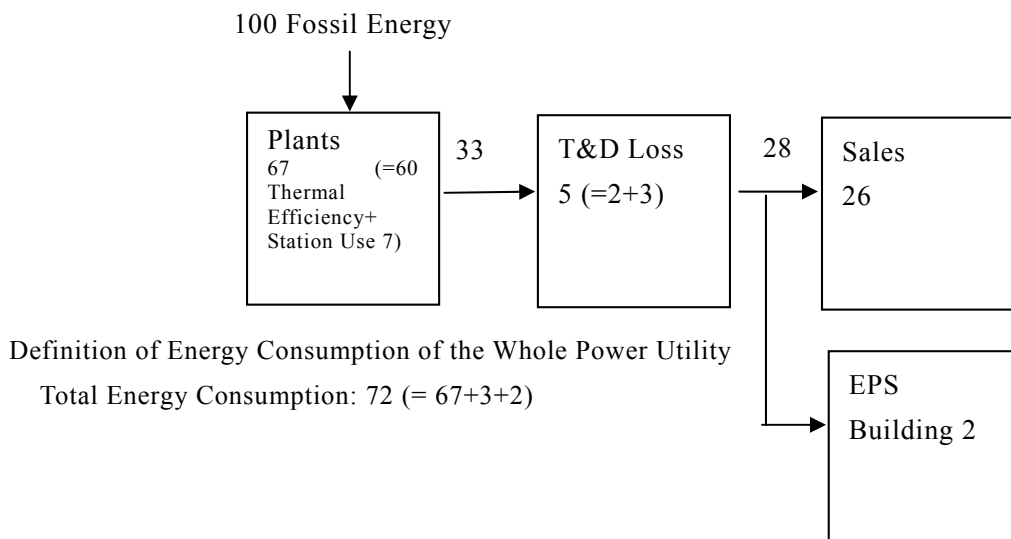 100 Fossil Energy
Plants
67 (=60
Thermal
Efficiency+
Station Use 7)
33
T&D Loss
5 (=2+3)
28
Sales
26
Definition of Energy Consumption of the Whole Power Utility
Total Energy Consumption: 72 (= 67+3+2)
EPS
Building 2